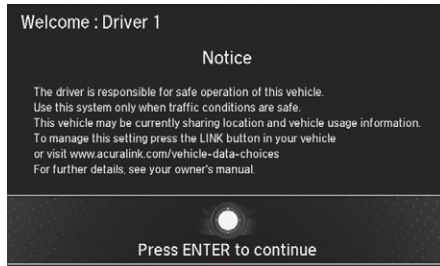 Welcome : Driver 1
Notice
The driver is responsible for safe operation of this vehicle.
Use this system only when traffic conditions are safe.
This vehicle may be currently sharing location and vehicle usage information.
To manage this setting press the LINK button in your vehicle
or visit www.acuralink.com/vehicle-data-choices
For further details, see your owner's manual.
Press ENTER to continue